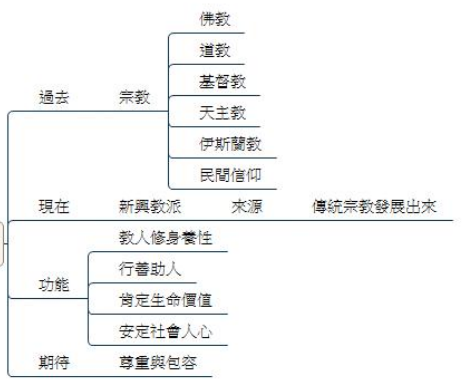 過去
宗教
佛教
道教
基督教
天主教
伊斯蘭教
民間信仰
現在
新興教派
來源
傳統宗教發展出來
功能
教人修身養性
行善助人
肯定生命價值
安定社會人心
期待
尊重與包容